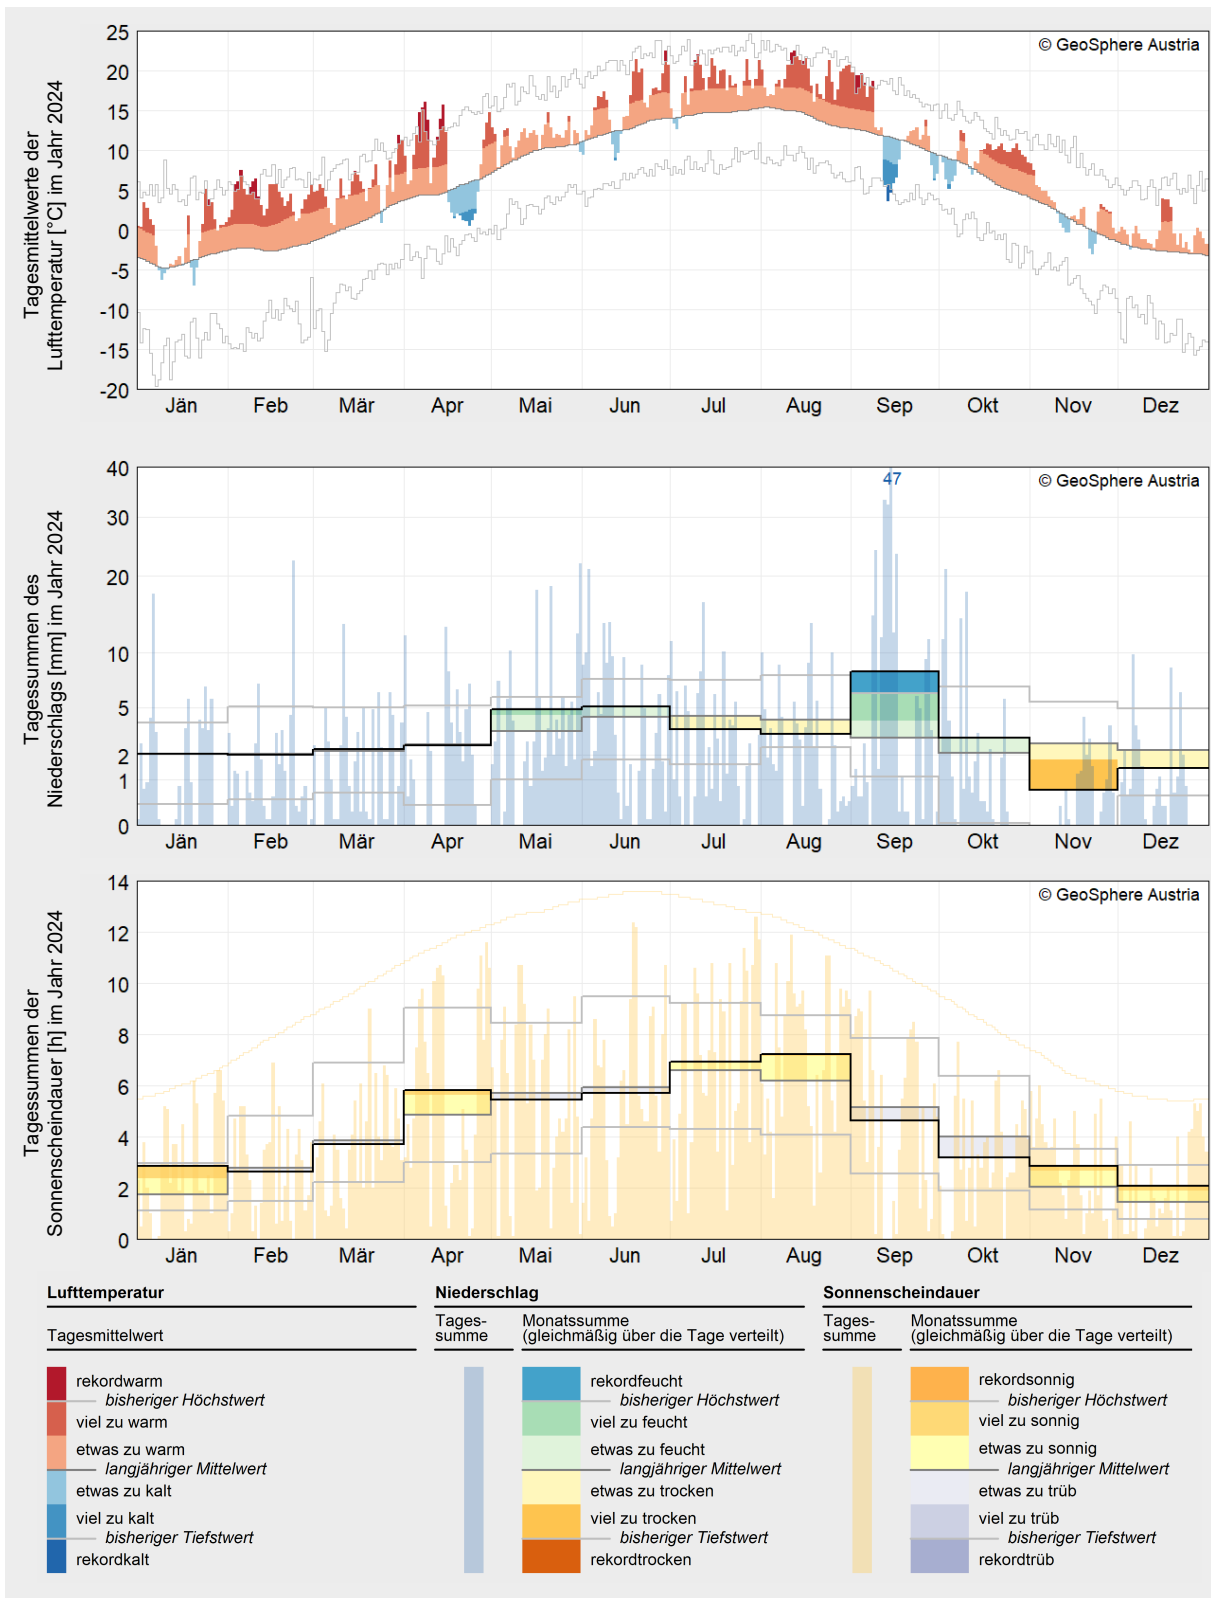 Tagesmittelwerte der
Lufttemperatur [°C] im Jahr 2024
© GeoSphere Austria
25
20
15
10
5
0
-5
-10
-15
-20
Jän Feb Mär Apr Mai Jun Jul Aug Sep Okt Nov Dez
Tagessummen des
Niederschlags [mm] im Jahr 2024
© GeoSphere Austria
47
40
30
20
10
5
2
1
0
Jän Feb Mär Apr Mai Jun Jul Aug Sep Okt Nov Dez
Tagessummen der
Sonnenscheindauer [h] im Jahr 2024
© GeoSphere Austria
14
12
10
8
6
4
2
0
Jän Feb Mär Apr Mai Jun Jul Aug Sep Okt Nov Dez
Lufttemperatur
Tagesmittelwert
rekordwarm
bisheriger Höchstwert
viel zu warm
etwas zu warm
langjähriger Mittelwert
etwas zu kalt
viel zu kalt
bisheriger Tiefstwert
rekordkalt
Niederschlag
Tages-
summe
Monatssumme
(gleichmäßig über die Tage verteilt)
rekordfeucht
bisheriger Höchstwert
viel zu feucht
etwas zu feucht
langjähriger Mittelwert
etwas zu trocken
viel zu trocken
bisheriger Tiefstwert
rekordtrocken
Sonnenscheindauer
Tages-
summe
Monatssumme
(gleichmäßig über die Tage verteilt)
rekordsonnig
bisheriger Höchstwert
viel zu sonnig
etwas zu sonnig
langjähriger Mittelwert
etwas zu trüb
viel zu trüb
bisheriger Tiefstwert
rekordtrüb